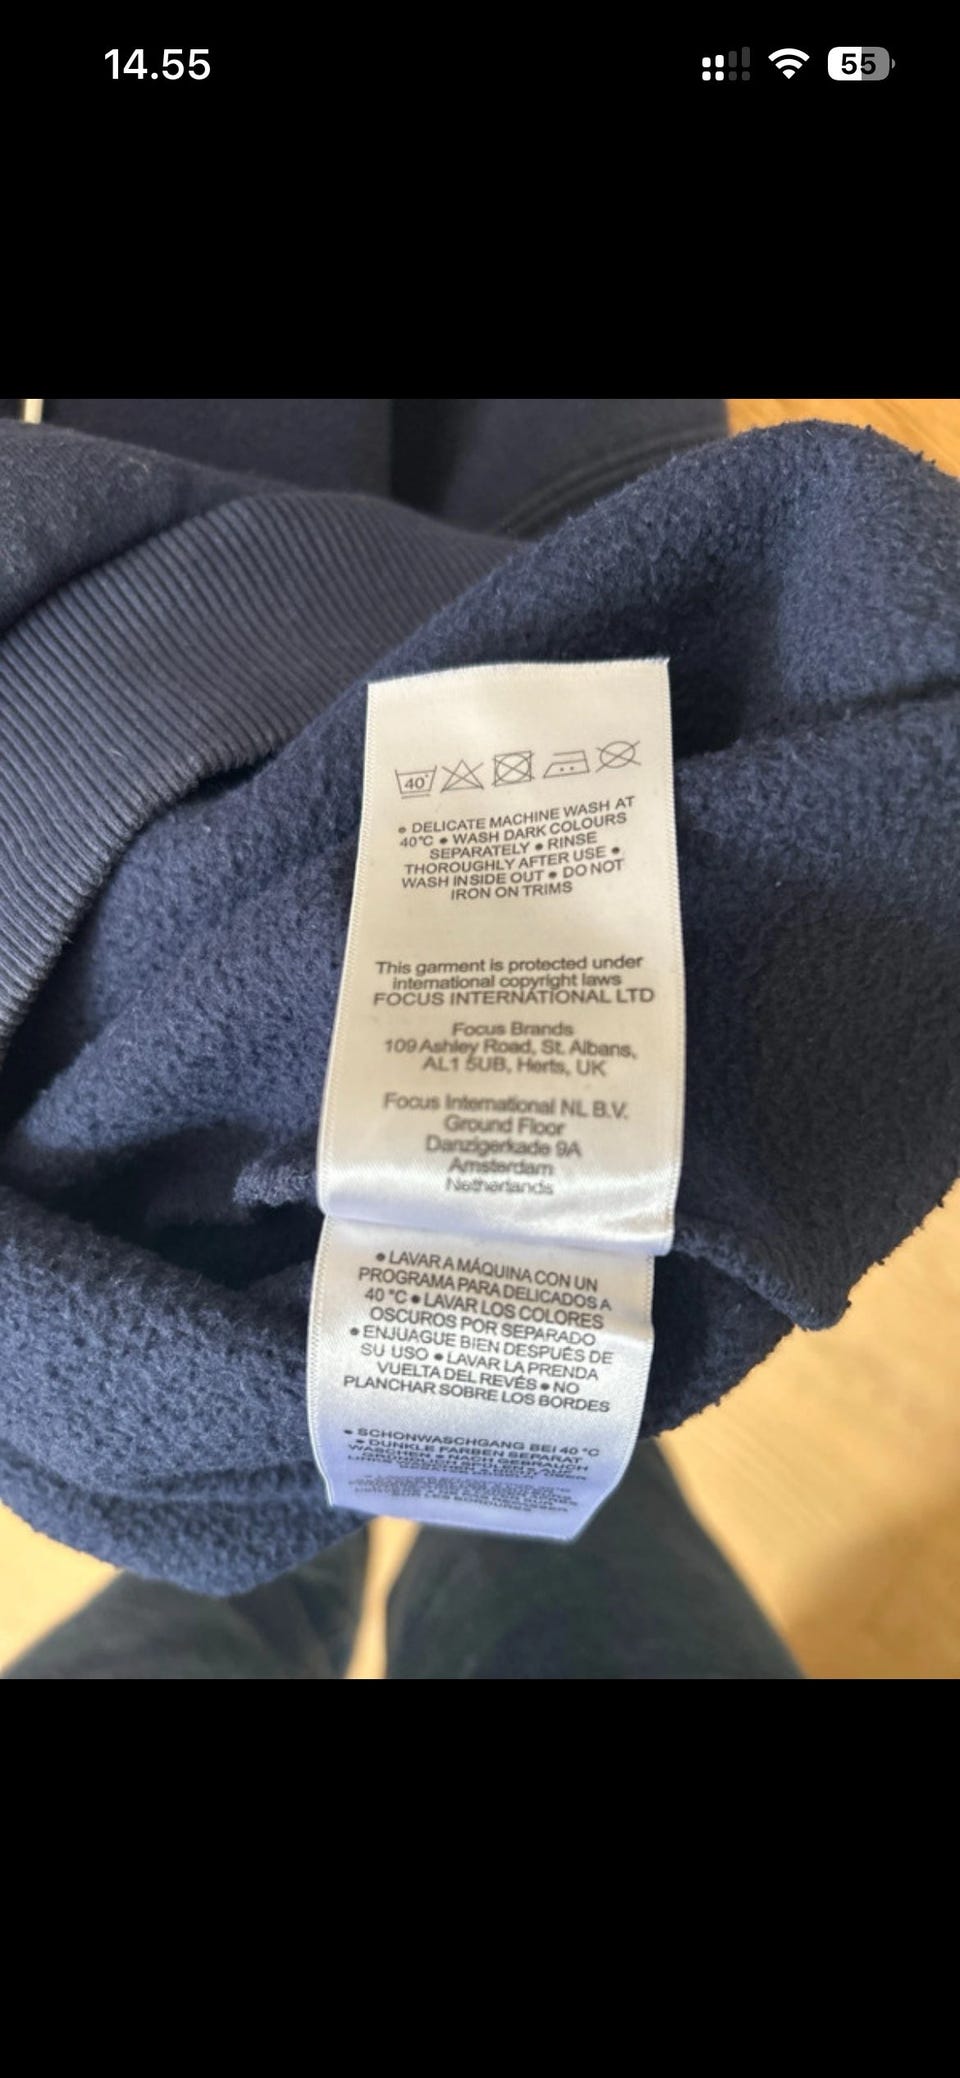 14.55
55
40°
• DELICATE MACHINE WASH AT
40°C • WASH DARK COLOURS
SEPARATELY • RINSE
THOROUGHLY AFTER USE •
WASH INSIDE OUT • DO NOT
IRON ON TRIMS
This garment is protected under
international copyright laws
FOCUS INTERNATIONAL LTD
Focus Brands
109 Ashley Road, St. Albans,
AL1 5UB, Herts, UK
Focus International NL B.V.
Ground Floor
Danzigerkade 9A
Amsterdam
Netherlands
• LAVAR A MÁQUINA CON UN
PROGRAMA PARA DELICADOS A
40 °C • LAVAR LOS COLORES
OSCUROS POR SEPARADO
• ENJUAGUE BIEN DESPUÉS DE
SU USO • LAVAR LA PRENDA
VUELTA DEL REVÉS • NO
PLANCHAR SOBRE LOS BORDES
• SCHONWASCHGANG BEI 40 °C
• DUNKLE FARBEN SEPARAT
WASCHEN • NACH GEBRAUCH